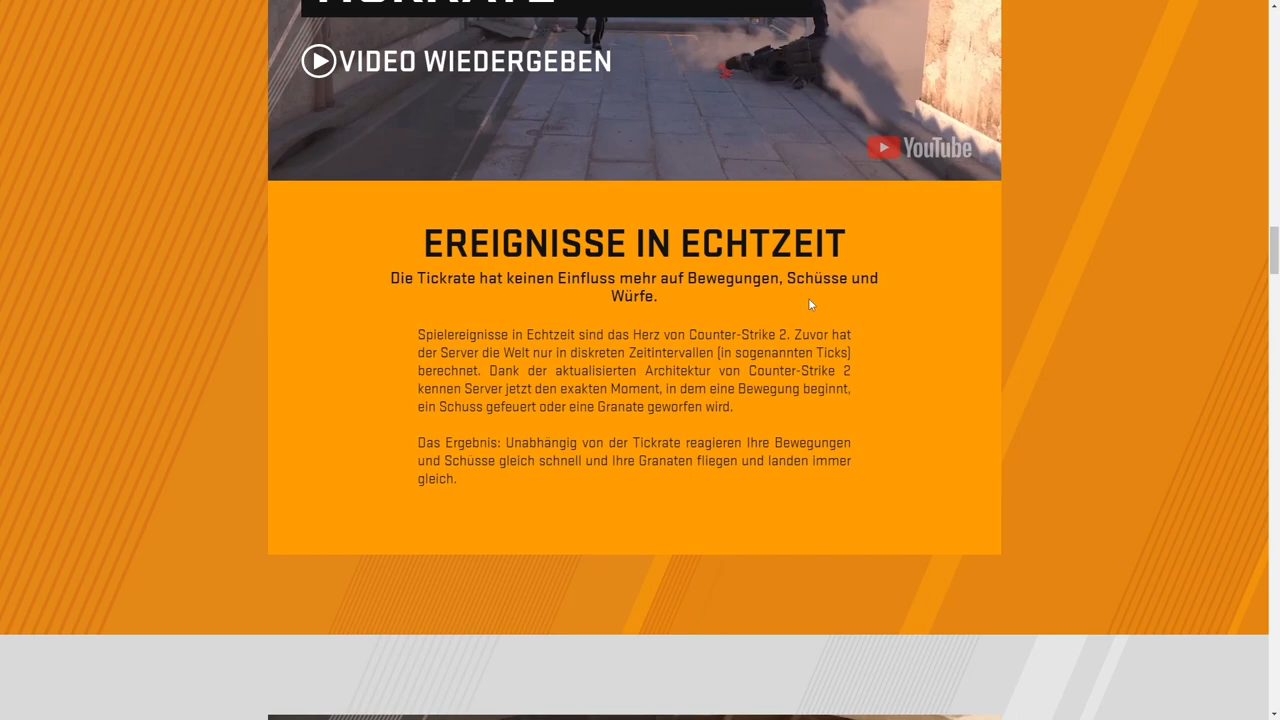 VIDEO WIEDERGEBEN
YouTube
EREIGNISSE IN ECHTZEIT
Die Tickrate hat keinen Einfluss mehr auf Bewegungen, Schüsse und
Würfe.
Spielereignisse in Echtzeit sind das Herz von Counter-Strike 2. Zuvor hat
der Server die Welt nur in diskreten Zeitintervallen (in sogenannten Ticks)
berechnet. Dank der aktualisierten Architektur von Counter-Strike 2
kennen Server jetzt den exakten Moment, in dem eine Bewegung beginnt,
ein Schuss gefeuert oder eine Granate geworfen wird.
Das Ergebnis: Unabhängig von der Tickrate reagieren Ihre Bewegungen
und Schüsse gleich schnell und Ihre Granaten fliegen und landen immer
gleich.